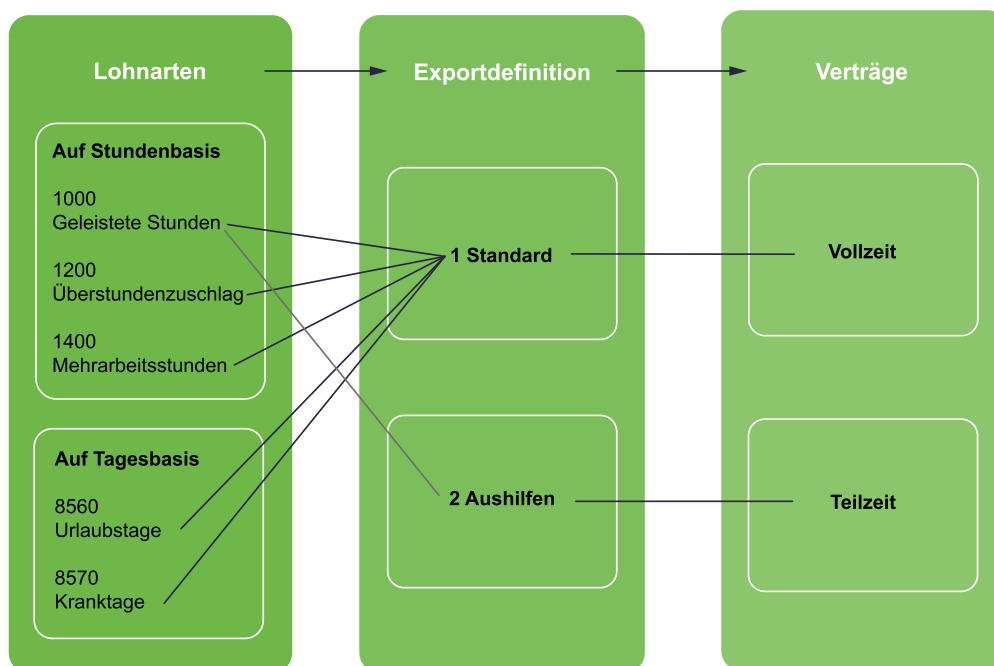 Lohnarten
Exportdefinition
Verträge
Auf Stundenbasis
1000
Geleistete Stunden
1200
Überstundenzuschlag
1400
Mehrarbeitsstunden
Auf Tagesbasis
8560
Urlaubstage
8570
Kranktage
1 Standard
2 Aushilfen
Vollzeit
Teilzeit